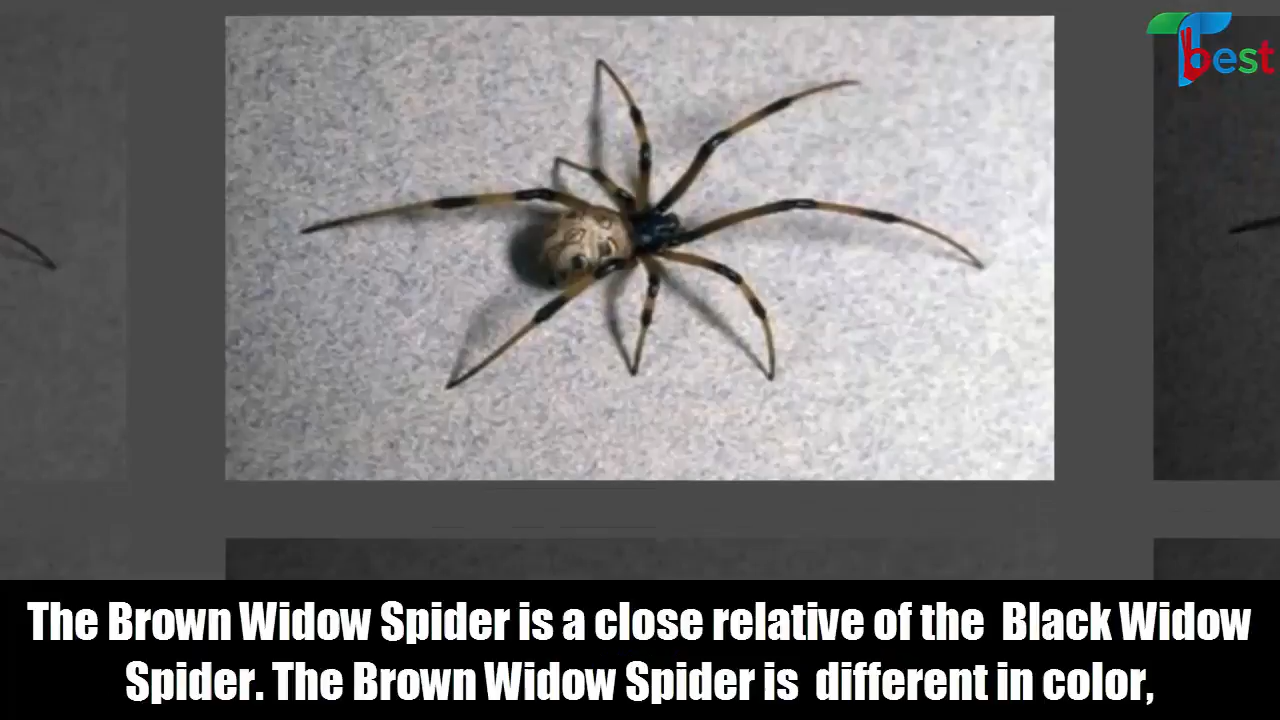 best
The Brown Widow Spider is a close relative of the Black Widow
Spider. The Brown Widow Spider is different in color,